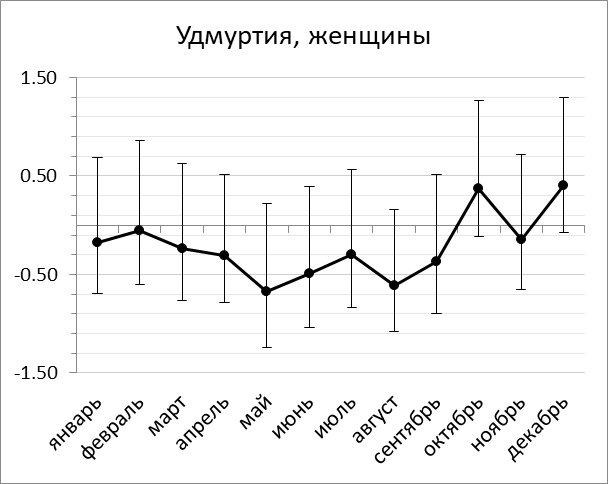 Удмуртия, женщины
1.50
0.50
-0.50
-1.50
январь
февраль
март
апрель
май
июнь
июль
август
сентябрь
октябрь
ноябрь
декабрь